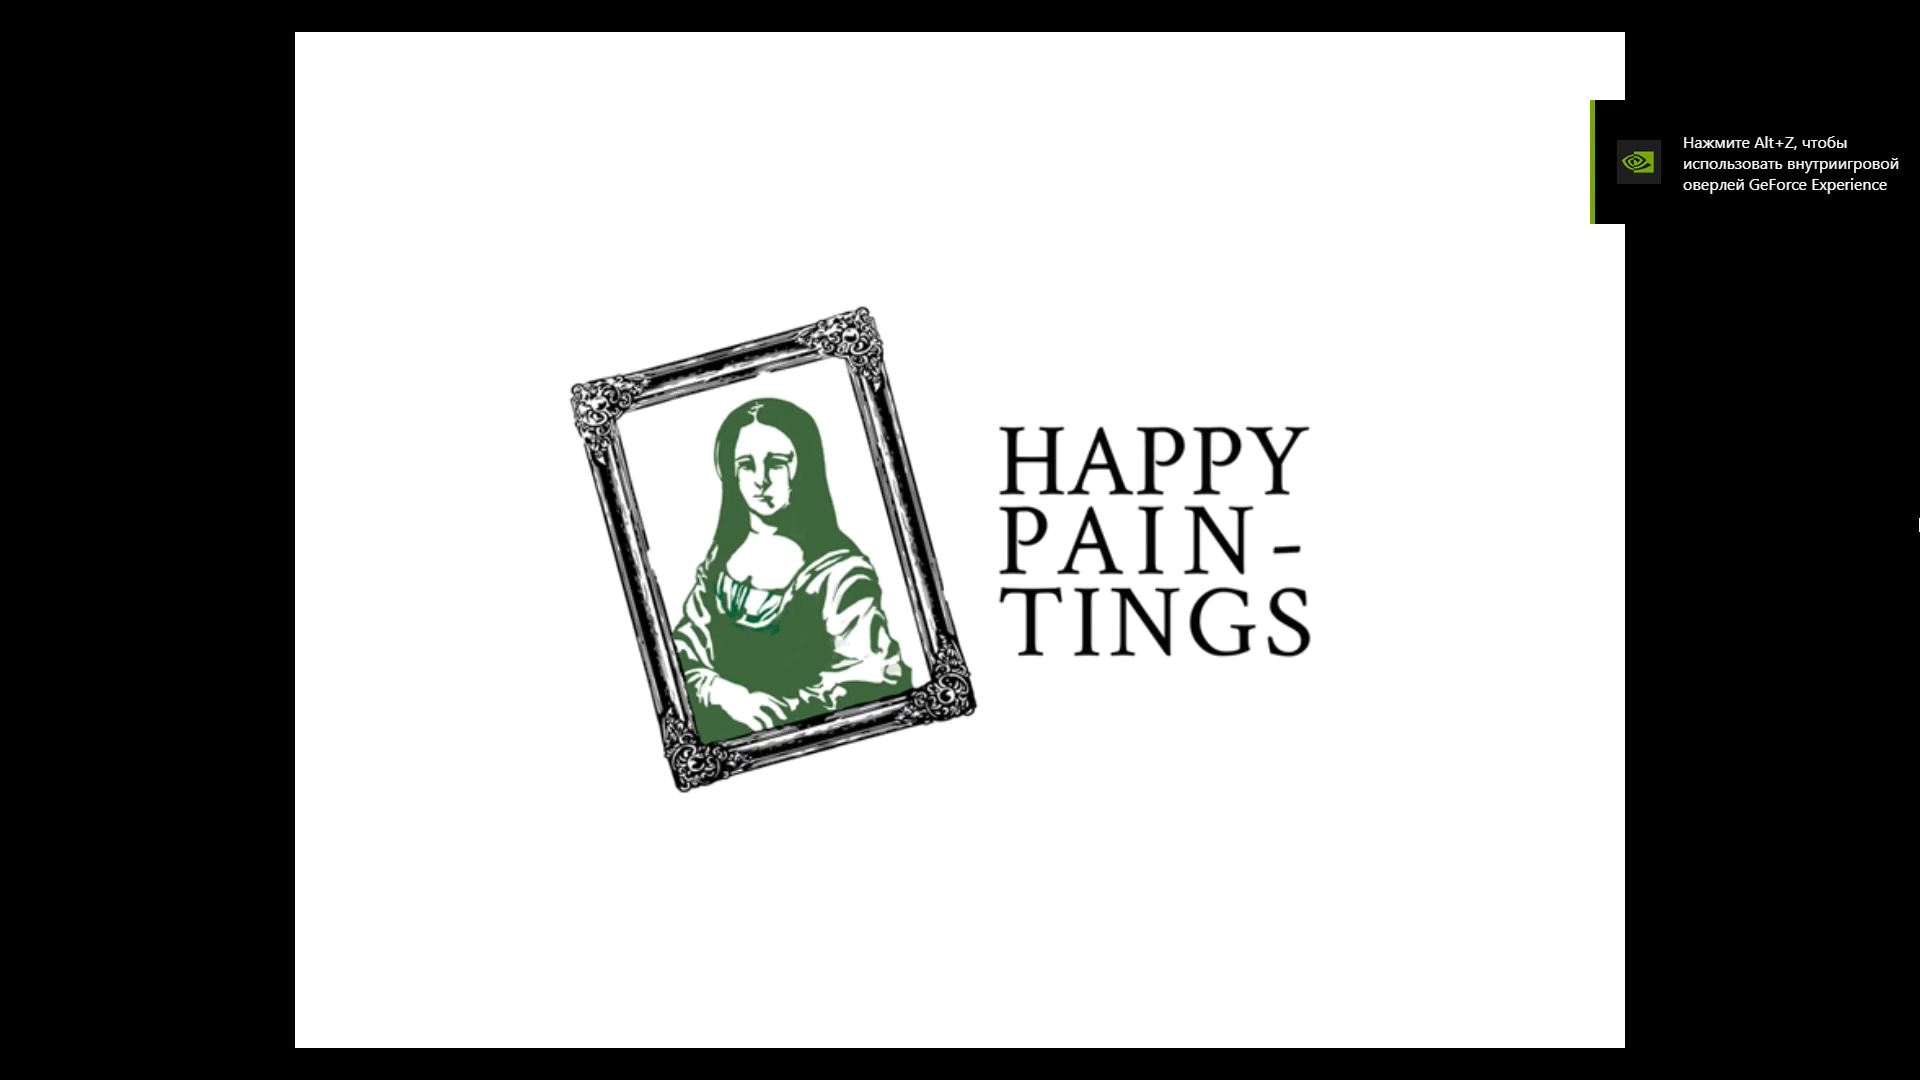 HAPPY
PAIN-
TINGS
Нажмите Alt+Z, чтобы
использовать внутриигровой
оверлей GeForce Experience